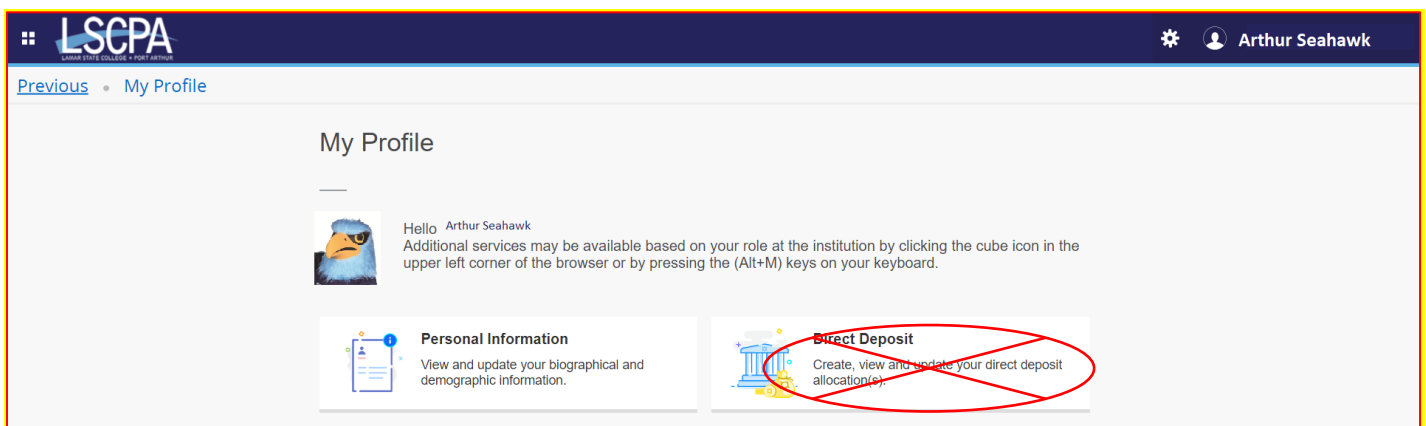 LSCPA
LAMAR STATE COLLEGE • PORT ARTHUR
Arthur Seahawk
Previous • My Profile
My Profile
Hello Arthur Seahawk
Additional services may be available based on your role at the institution by clicking the cube icon in the
upper left corner of the browser or by pressing the (Alt+M) keys on your keyboard.
Personal Information
View and update your biographical and
demographic information.
Direct Deposit
Create, view and update your direct deposit
allocation(s).